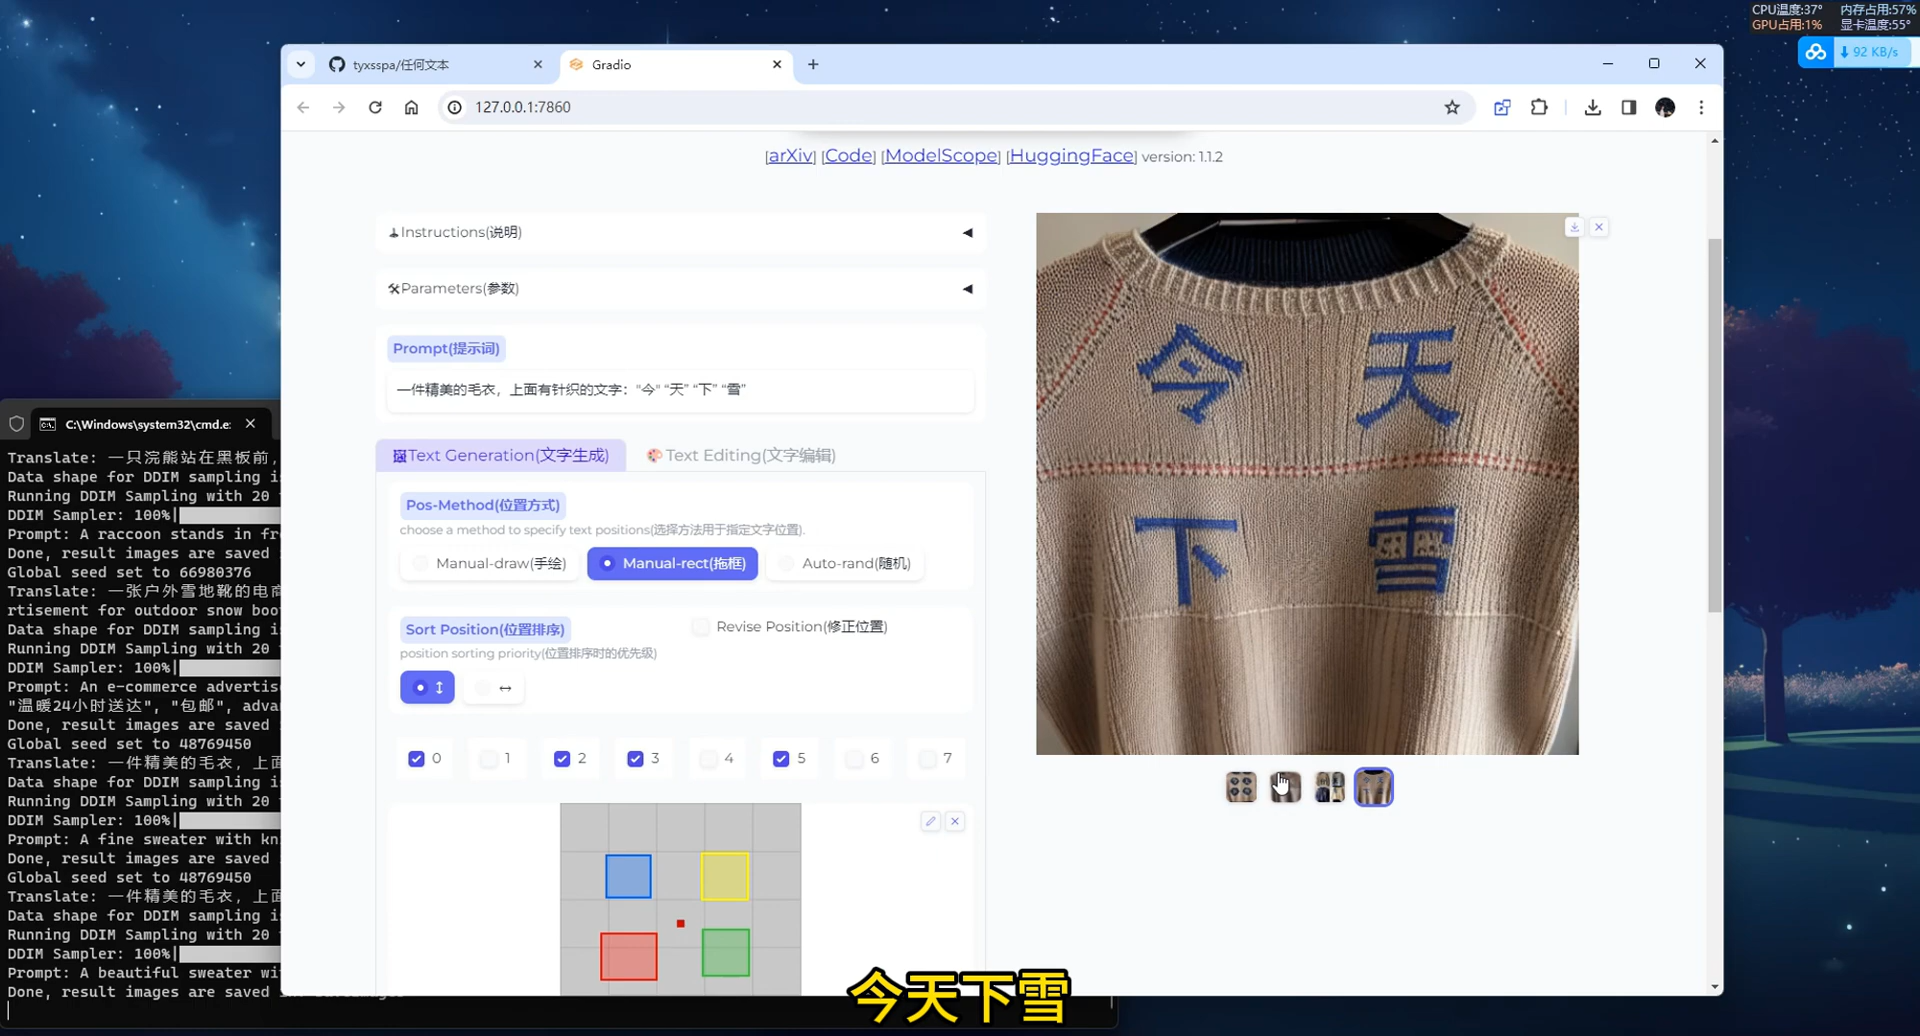 CPU温度:37° 内存占用:57%
GPU占用:1% 显卡温度:55°
92 KB/s
tyxsspa/任何文本
Gradio
127.0.0.1:7860
[arXiv] [Code] [ModelScope] [HuggingFace] version: 1.1.2
Instructions(说明)
Parameters(参数)
Prompt(提示词)
一件精美的毛衣，上面有针织的文字："今" "天" "下" "雪"
Text Generation(文字生成)
Text Editing(文字编辑)
Pos-Method(位置方式)
choose a method to specify text positions(选择方法用于指定文字位置).
Manual-draw(手绘)
Manual-rect(拖框)
Auto-rand(随机)
Sort Position(位置排序)
Revise Position(修正位置)
position sorting priority(位置排序时的优先级)
↕
↔
0 1 2 3 4 5 6 7
今 天
下 雪
C:\Windows\system32\cmd.e:
Translate: 一只浣熊站在黑板前，
Data shape for DDIM sampling i
Running DDIM Sampling with 20
DDIM Sampler: 100%|
Prompt: A raccoon stands in fr
Done, result images are saved
Global seed set to 66980376
Translate: 一张户外雪地靴的电商
rtisement for outdoor snow boo
Data shape for DDIM sampling i
Running DDIM Sampling with 20
DDIM Sampler: 100%|
Prompt: An e-commerce advertis
"温暖24小时送达", "包邮", adva
Done, result images are saved
Global seed set to 48769450
Translate: 一件精美的毛衣，上面
Data shape for DDIM sampling i
Running DDIM Sampling with 20
DDIM Sampler: 100%|
Prompt: A fine sweater with kn
Done, result images are saved
Global seed set to 48769450
Translate: 一件精美的毛衣，上面
Data shape for DDIM sampling i
Running DDIM Sampling with 20
DDIM Sampler: 100%|
Prompt: A beautiful sweater wi
Done, result images are saved
今天下雪